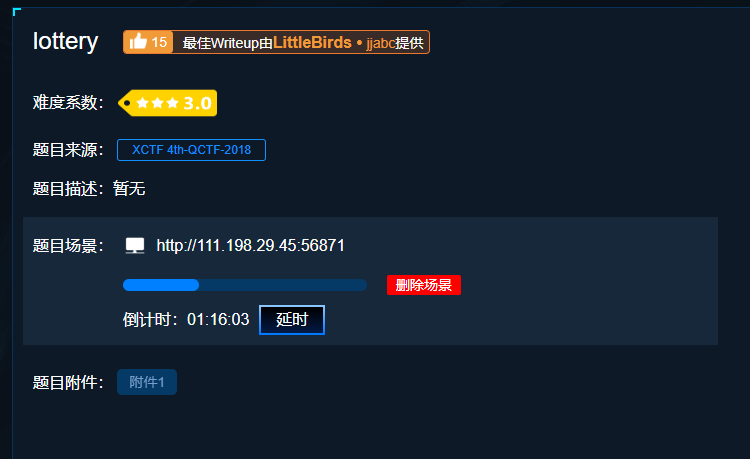 lottery 15 最佳Writeup由LittleBirds • jjabc提供
难度系数： 3.0
题目来源： XCTF 4th-QCTF-2018
题目描述：暂无
题目场景： http://111.198.29.45:56871
删除场景
倒计时：01:16:03 延时
题目附件： 附件1